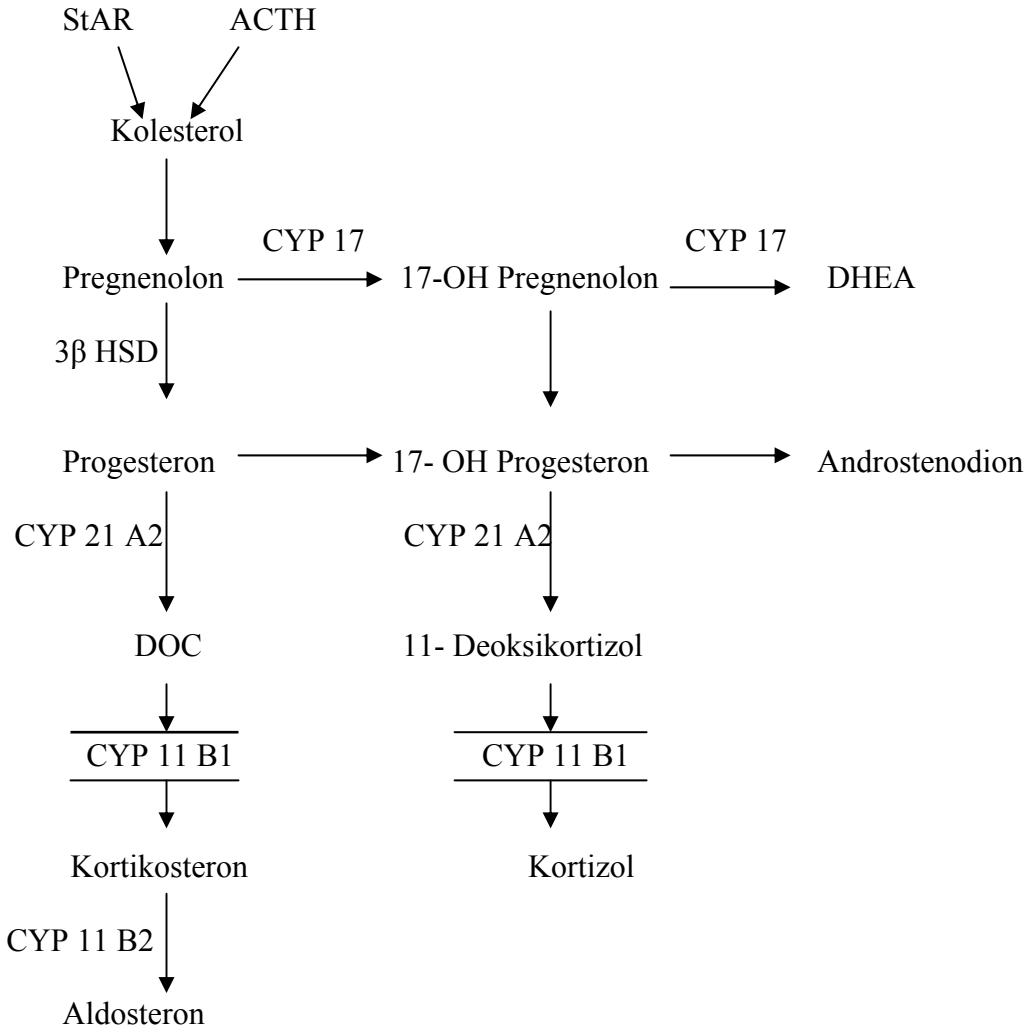 StAR ACTH
Kolesterol
CYP 17 CYP 17
Pregnenolon 17-OH Pregnenolon DHEA
3β HSD
Progesteron 17- OH Progesteron Androstenodion
CYP 21 A2 CYP 21 A2
DOC 11- Deoksikortizol
CYP 11 B1 CYP 11 B1
Kortikosteron Kortizol
CYP 11 B2
Aldosteron